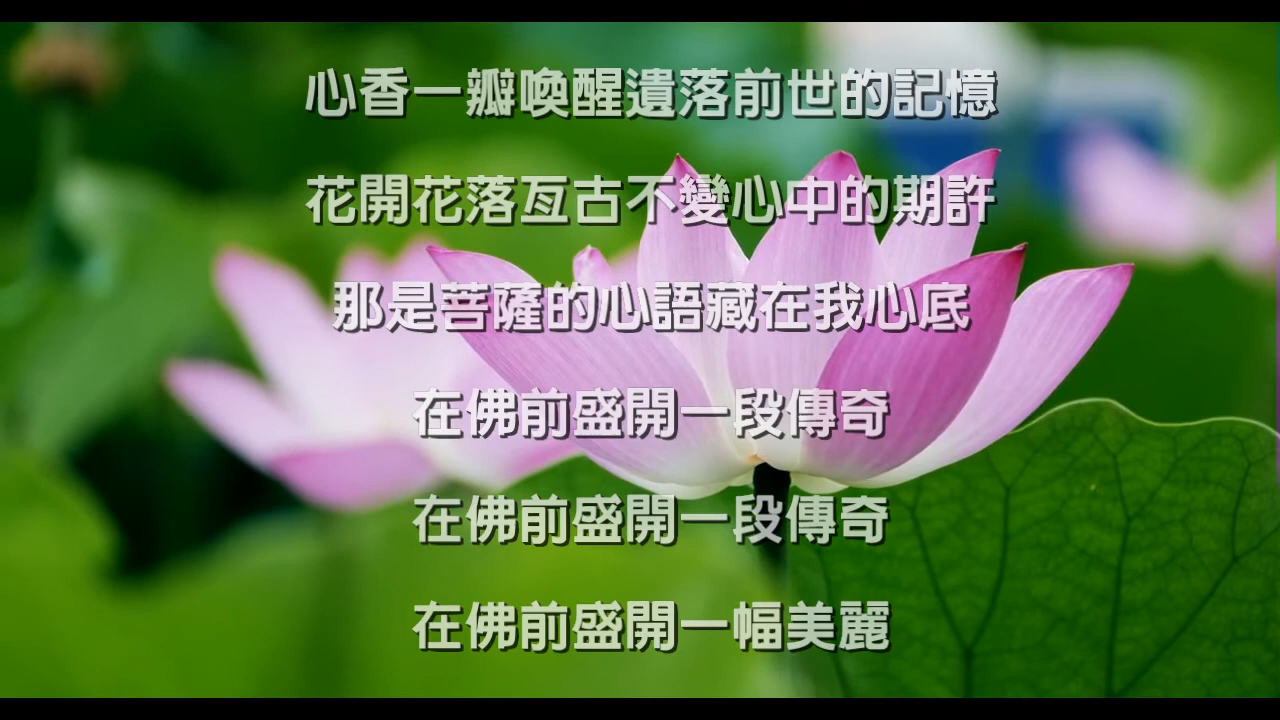 心香一瓣喚醒遺落前世的記憶
花開花落亙古不變心中的期許
那是菩薩的心語藏在我心底
在佛前盛開一段傳奇
在佛前盛開一段傳奇
在佛前盛開一幅美麗